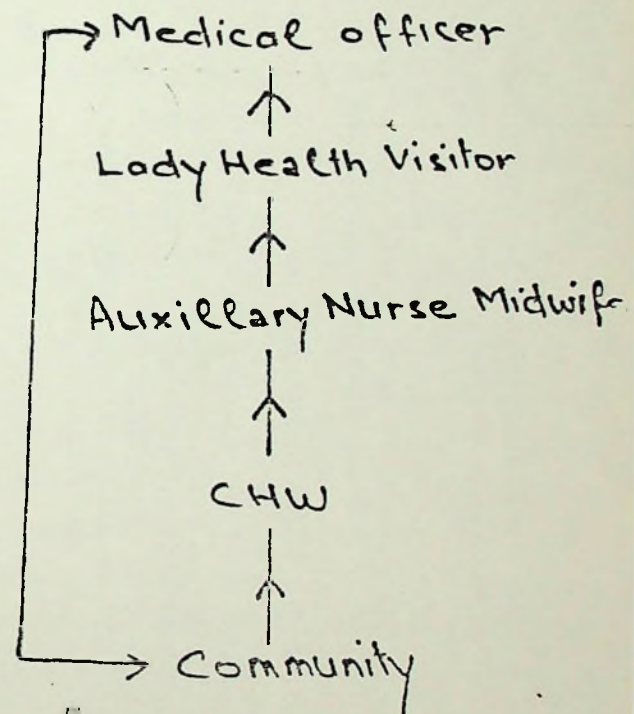 Medical officer
Lady Health Visitor
Auxillary Nurse Midwife
CHW
Community